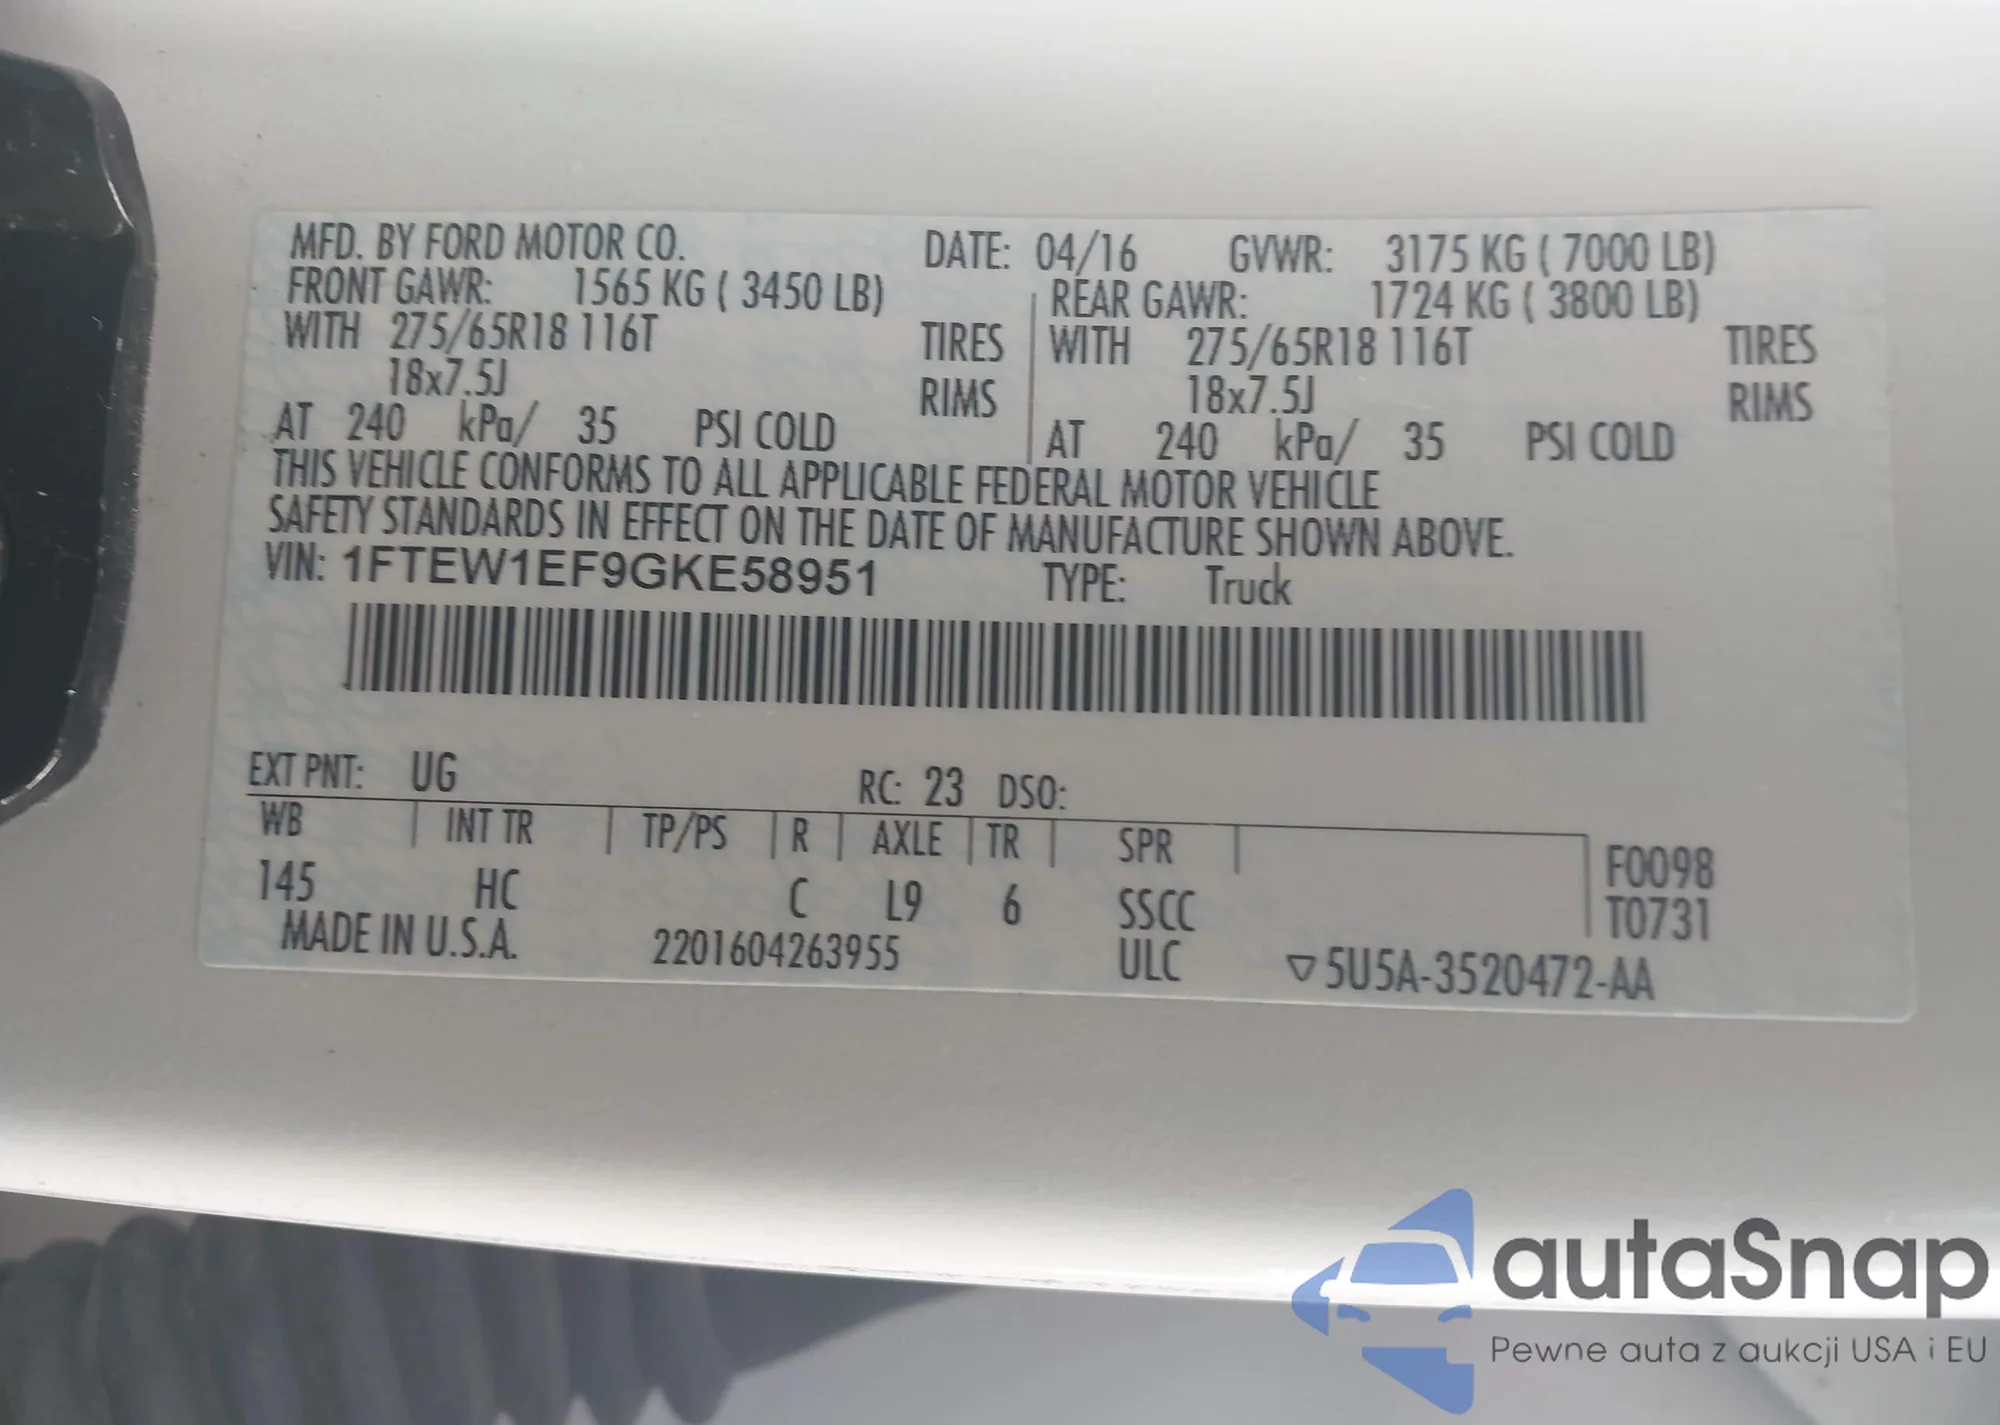 MFD. BY FORD MOTOR CO. DATE: 04/16 GVWR: 3175 KG ( 7000 LB)
FRONT GAWR: 1565 KG ( 3450 LB) REAR GAWR: 1724 KG ( 3800 LB)
WITH 275/65R18 116T TIRES WITH 275/65R18 116T TIRES
18x7.5J RIMS 18x7.5J RIMS
AT 240 kPa/ 35 PSI COLD AT 240 kPa/ 35 PSI COLD
THIS VEHICLE CONFORMS TO ALL APPLICABLE FEDERAL MOTOR VEHICLE
SAFETY STANDARDS IN EFFECT ON THE DATE OF MANUFACTURE SHOWN ABOVE.
VIN: 1FTEW1EF9GKE58951 TYPE: Truck
EXT PNT: UG RC: 23 DSO:
WB INT TR TP/PS R AXLE TR SPR F0098
145 HC C L9 6 SSCC T0731
MADE IN U.S.A. 2201604263955 ULC ▽5U5A-3520472-AA
autaSnap
Pewne auta z aukcji USA i EU